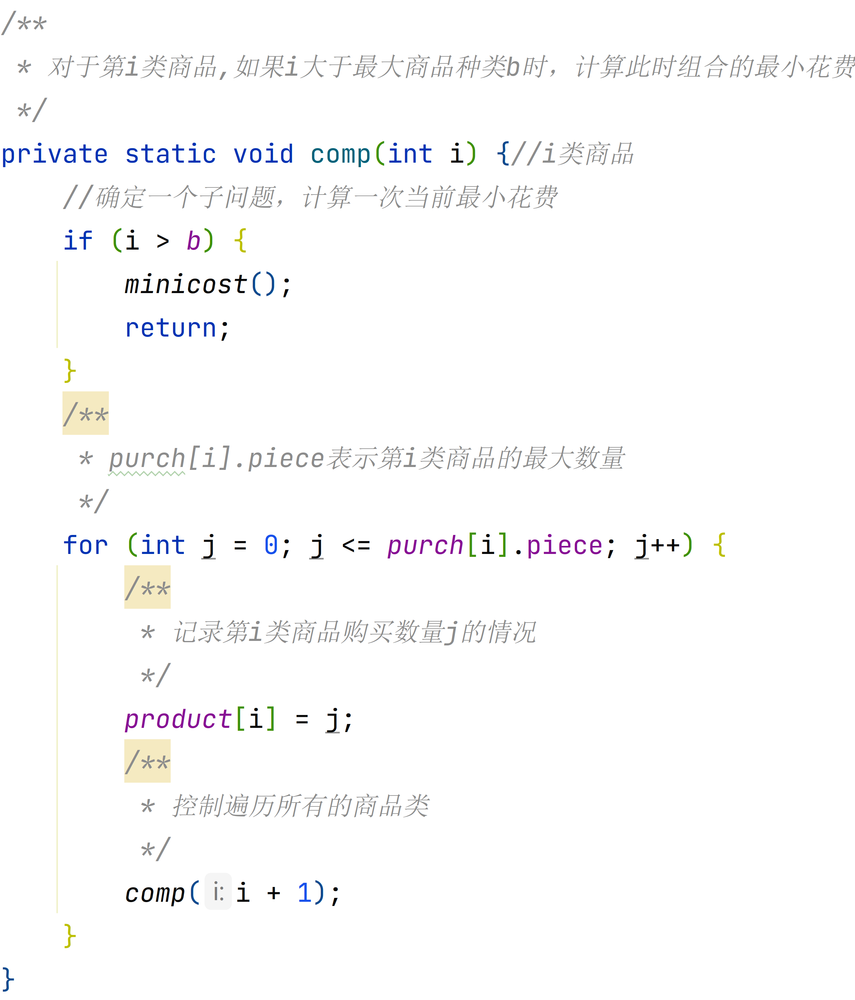 /**
 * 对于第i类商品,如果i大于最大商品种类b时，计算此时组合的最小花费
 */
private static void comp(int i) {//i类商品
    //确定一个子问题，计算一次当前最小花费
    if (i > b) {
        minicost();
        return;
    }
    /**
     * purch[i].piece表示第i类商品的最大数量
     */
    for (int j = 0; j <= purch[i].piece; j++) {
        /**
         * 记录第i类商品购买数量j的情况
         */
        product[i] = j;
        /**
         * 控制遍历所有的商品类
         */
        comp( i: i + 1);
    }
}